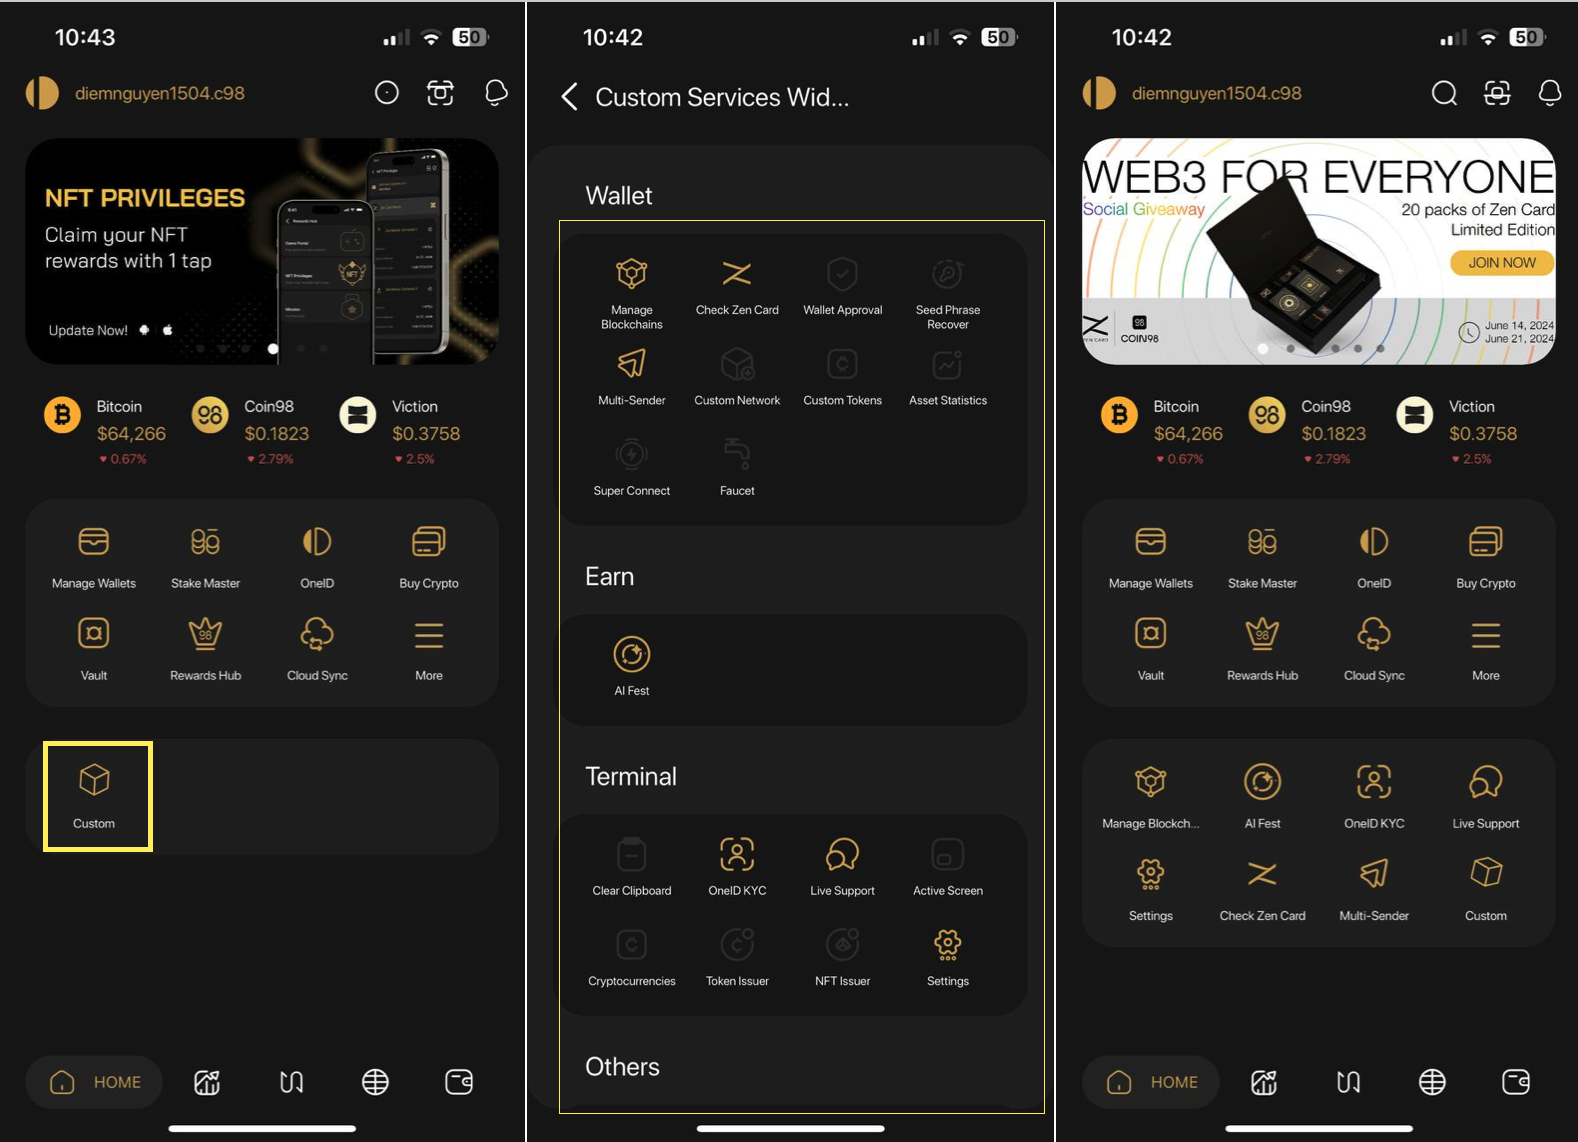 10:43
50
diemnguyen1504.c98
NFT PRIVILEGES
Claim your NFT
rewards with 1 tap
Update Now!
Bitcoin
$64,266
0.67%
Coin98
$0.1823
2.79%
Viction
$0.3758
2.5%
Manage Wallets
Stake Master
OneID
Buy Crypto
Vault
Rewards Hub
Cloud Sync
More
Custom
HOME
10:42
50
Custom Services Wid...
Wallet
Manage
Blockchains
Check Zen Card
Wallet Approval
Seed Phrase
Recover
Multi-Sender
Custom Network
Custom Tokens
Asset Statistics
Super Connect
Faucet
Earn
AI Fest
Terminal
Clear Clipboard
OneID KYC
Live Support
Active Screen
Cryptocurrencies
Token Issuer
NFT Issuer
Settings
Others
10:42
50
diemnguyen1504.c98
WEB3 FOR EVERYONE
Social Giveaway
20 packs of Zen Card
Limited Edition
JOIN NOW
COIN98
June 14, 2024
June 21, 2024
Bitcoin
$64,266
0.67%
Coin98
$0.1823
2.79%
Viction
$0.3758
2.5%
Manage Wallets
Stake Master
OneID
Buy Crypto
Vault
Rewards Hub
Cloud Sync
More
Manage Blockch...
AI Fest
OneID KYC
Live Support
Settings
Check Zen Card
Multi-Sender
Custom
HOME